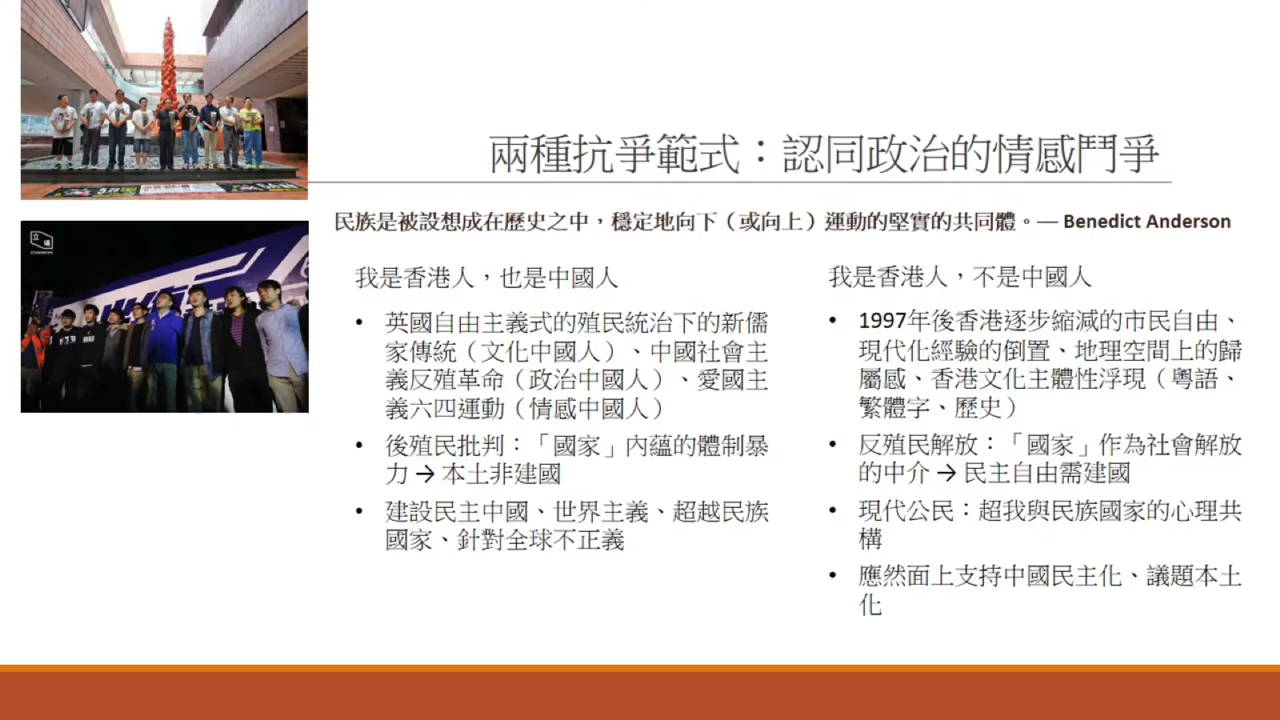 兩種抗爭範式：認同政治的情感鬥爭
民族是被設想成在歷史之中，穩定地向下（或向上）運動的堅實的共同體。— Benedict Anderson
我是香港人，也是中國人
• 英國自由主義式的殖民統治下的新儒
家傳統（文化中國人）、中國社會主
義反殖革命（政治中國人）、愛國主
義六四運動（情感中國人）
• 後殖民批判：「國家」內蘊的體制暴
力 → 本土非建國
• 建設民主中國、世界主義、超越民族
國家、針對全球不正義
我是香港人，不是中國人
• 1997年後香港逐步縮減的市民自由、
現代化經驗的倒置、地理空間上的歸
屬感、香港文化主體性浮現（粵語、
繁體字、歷史）
• 反殖民解放：「國家」作為社會解放
的中介 → 民主自由需建國
• 現代公民：超我與民族國家的心理共
構
• 應然面上支持中國民主化、議題本土
化
立場